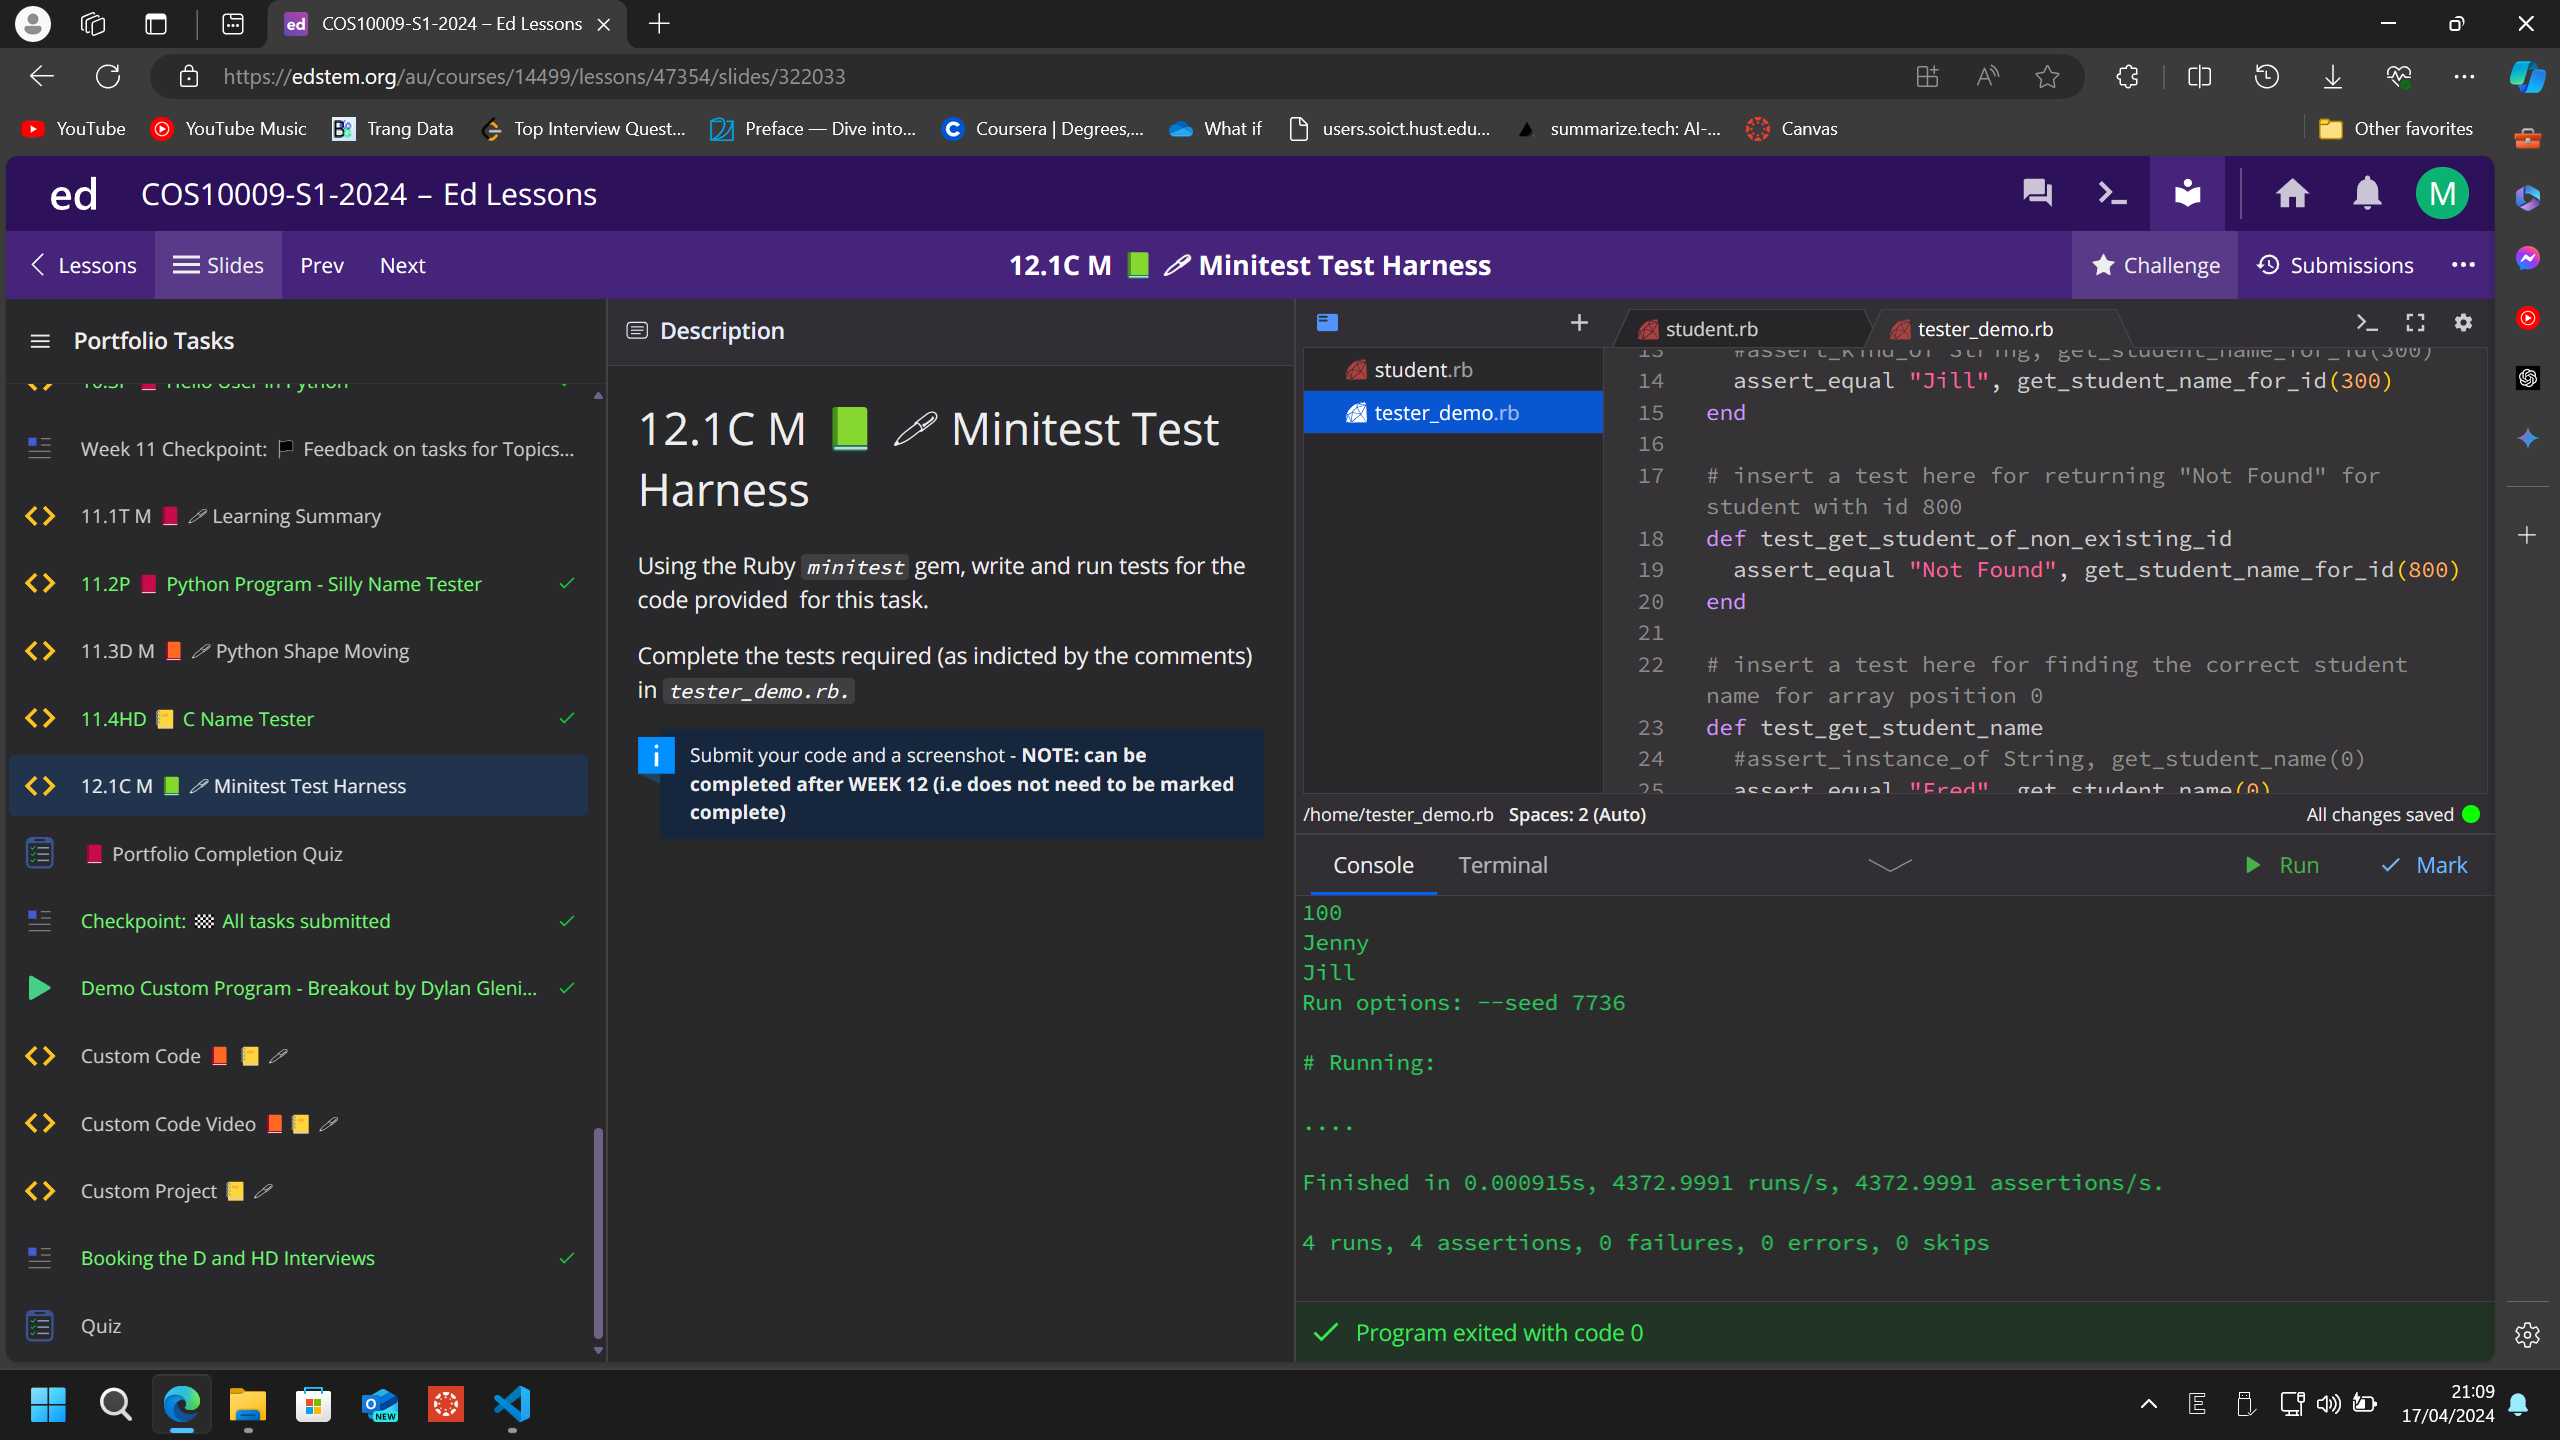 COS10009-S1-2024 – Ed Lessons
https://edstem.org/au/courses/14499/lessons/47354/slides/322033
YouTube
YouTube Music
Trang Data
Top Interview Quest...
Preface — Dive into...
Coursera | Degrees,...
What if
users.soict.hust.edu...
summarize.tech: AI-...
Canvas
Other favorites
ed
COS10009-S1-2024 – Ed Lessons
M
Lessons
Slides
Prev
Next
12.1C M 📗 🖊 Minitest Test Harness
Challenge
Submissions
Portfolio Tasks
10.3P 📕 Hello User in Python
Week 11 Checkpoint: 🏴 Feedback on tasks for Topics...
11.1T M 📕 🖊 Learning Summary
11.2P 📕 Python Program - Silly Name Tester
11.3D M 📙 🖊 Python Shape Moving
11.4HD 📒 C Name Tester
12.1C M 📗 🖊 Minitest Test Harness
📕 Portfolio Completion Quiz
Checkpoint: 🏁 All tasks submitted
Demo Custom Program - Breakout by Dylan Gleni...
Custom Code 📙 📒 🖊
Custom Code Video 📙 📒 🖊
Custom Project 📒 🖊
Booking the D and HD Interviews
Quiz
Description
12.1C M 📗 🖊 Minitest Test
Harness
Using the Ruby minitest gem, write and run tests for the
code provided for this task.
Complete the tests required (as indicted by the comments)
in tester_demo.rb.
i
Submit your code and a screenshot - NOTE: can be
completed after WEEK 12 (i.e does not need to be marked
complete)
student.rb
tester_demo.rb
student.rb
tester_demo.rb
13 #assert_kind_of String, get_student_name_for_id(300)
14 assert_equal "Jill", get_student_name_for_id(300)
15 end
16
17 # insert a test here for returning "Not Found" for
student with id 800
18 def test_get_student_of_non_existing_id
19 assert_equal "Not Found", get_student_name_for_id(800)
20 end
21
22 # insert a test here for finding the correct student
name for array position 0
23 def test_get_student_name
24 #assert_instance_of String, get_student_name(0)
25 assert_equal "Fred", get_student_name(0)
/home/tester_demo.rb Spaces: 2 (Auto)
All changes saved
Console
Terminal
Run
Mark
100
Jenny
Jill
Run options: --seed 7736
# Running:
....
Finished in 0.000915s, 4372.9991 runs/s, 4372.9991 assertions/s.
4 runs, 4 assertions, 0 failures, 0 errors, 0 skips
Program exited with code 0
NEW
E
21:09
17/04/2024